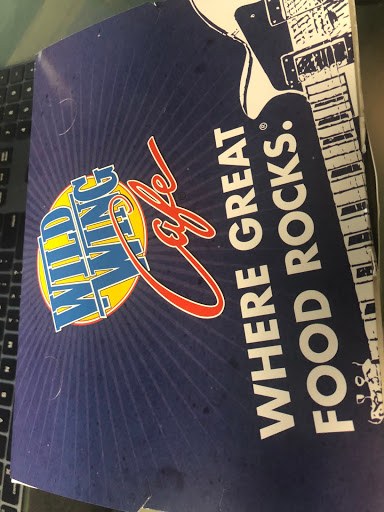 WILD
WING
Cafe
WHERE GREAT
FOOD ROCKS.®